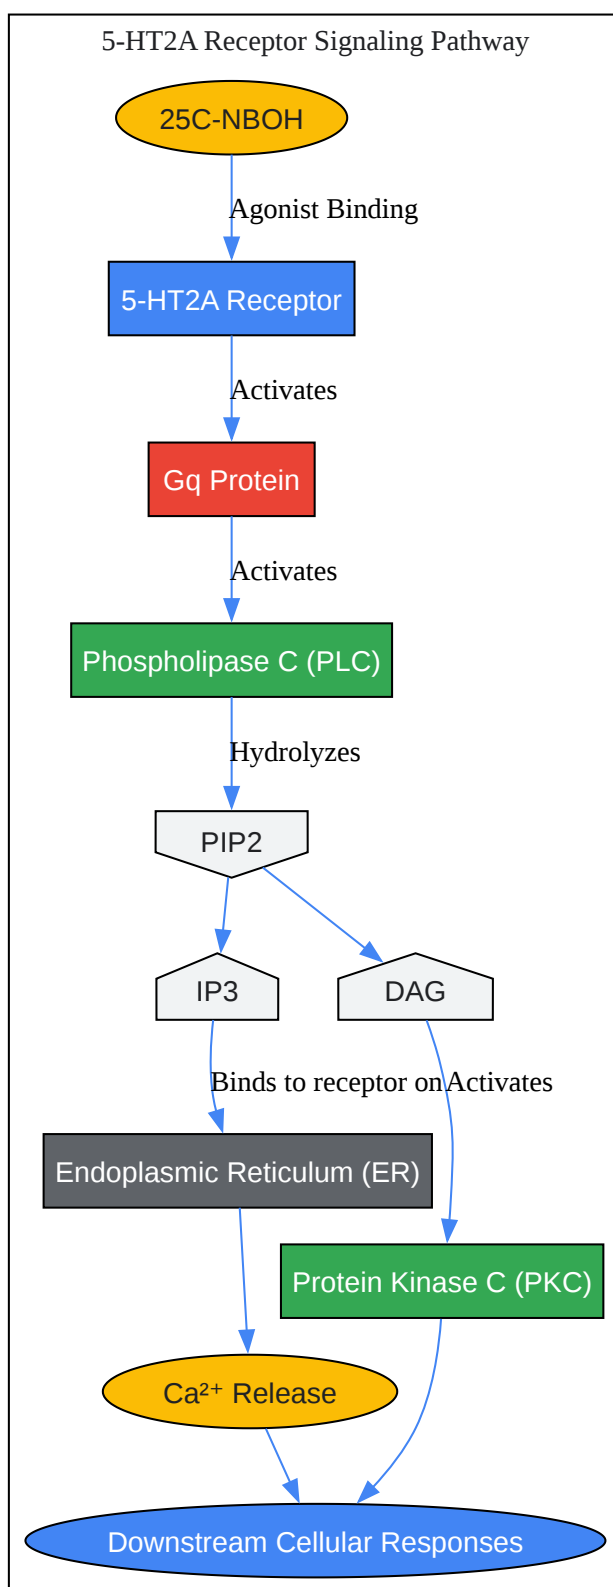 5-HT2A Receptor Signaling Pathway
25C-NBOH
Agonist Binding
5-HT2A Receptor
Activates
Gq Protein
Activates
Phospholipase C (PLC)
Hydrolyzes
PIP2
IP3
DAG
Binds to receptor on
Activates
Endoplasmic Reticulum (ER)
Protein Kinase C (PKC)
Ca²⁺ Release
Downstream Cellular Responses